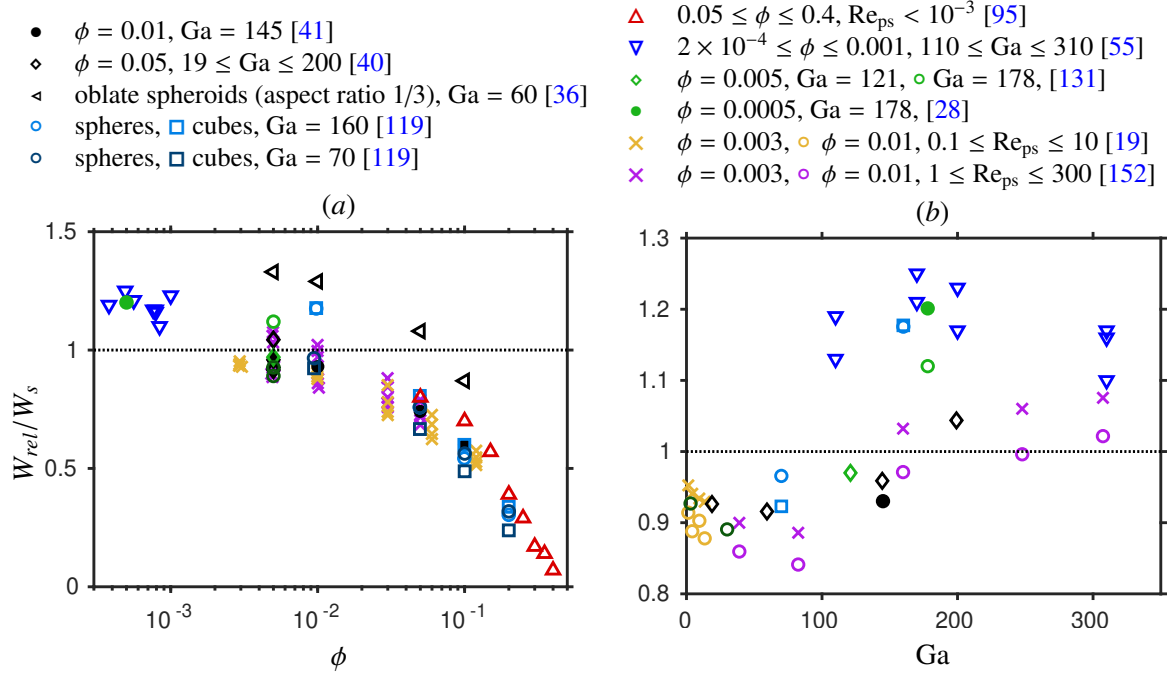 ϕ = 0.01, Ga = 145 [41]
ϕ = 0.05, 19 ≤ Ga ≤ 200 [40]
oblate spheroids (aspect ratio 1/3), Ga = 60 [36]
spheres, cubes, Ga = 160 [119]
spheres, cubes, Ga = 70 [119]
0.05 ≤ ϕ ≤ 0.4, Re_ps < 10^−3 [95]
2 × 10^−4 ≤ ϕ ≤ 0.001, 110 ≤ Ga ≤ 310 [55]
ϕ = 0.005, Ga = 121, Ga = 178, [131]
ϕ = 0.0005, Ga = 178, [28]
ϕ = 0.003, ϕ = 0.01, 0.1 ≤ Re_ps ≤ 10 [19]
ϕ = 0.003, ϕ = 0.01, 1 ≤ Re_ps ≤ 300 [152]
(a)
1.5
1
0.5
0
W_rel/W_s
10^-3 10^-2 10^-1
ϕ
(b)
1.3
1.2
1.1
1
0.9
0.8
0 100 200 300
Ga